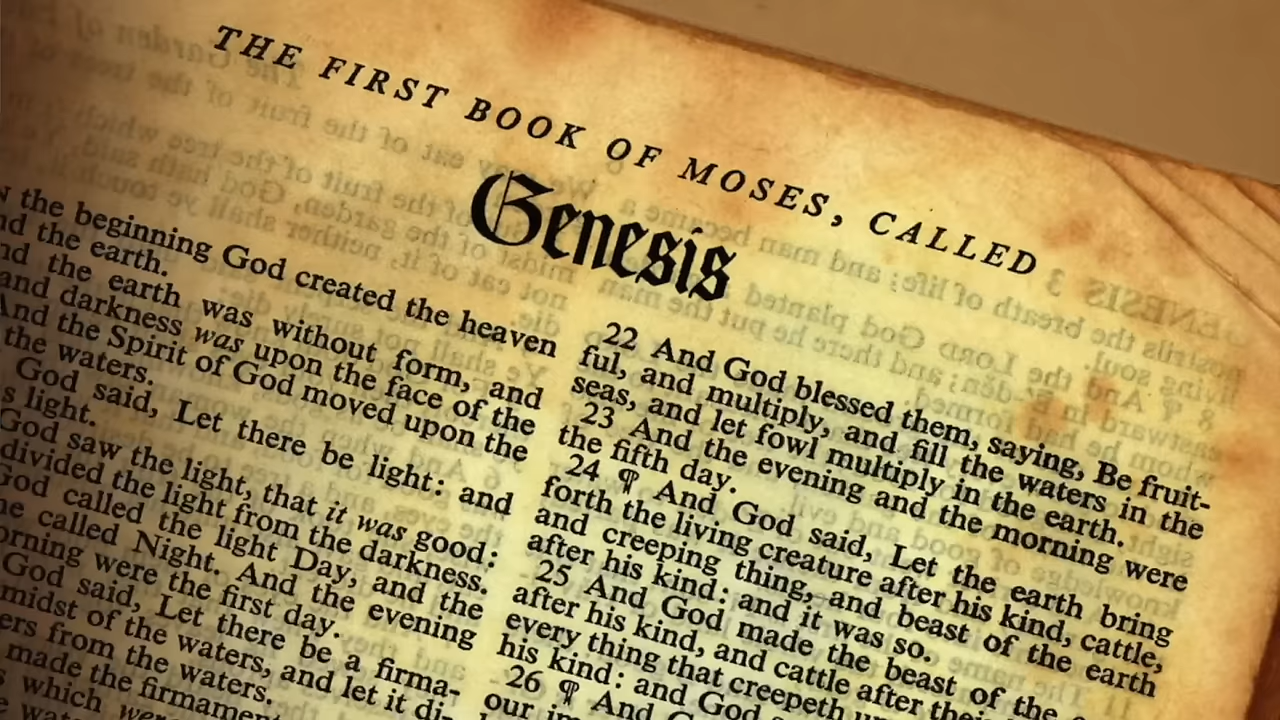 THE FIRST BOOK OF MOSES, CALLED
Genesis
the beginning God created the heaven
the earth.
the earth was without form, and
and darkness was upon the face of the
And the Spirit of God moved upon the
the waters.
God said, Let there be light: and
light.
God saw the light, that it was good:
divided the light from the darkness.
God called the light Day, and the
he called Night. And the evening
were the first day.
God said, Let there be a firma-
midst of the waters, and let it di-
from the waters.
made the
which
22 And God blessed them, saying, Be fruit-
ful, and multiply, and fill the waters in the
seas, and let fowl multiply in the earth.
23 And the evening and the morning were
the fifth day.
24 ¶ And God said, Let the earth bring
forth the living creature after his kind, cattle,
and creeping thing, and beast of the earth
after his kind: and it was so.
25 And God made the beast of the
after his kind, and cattle after
every thing that creepeth
his kind: and God
26 ¶ And
our